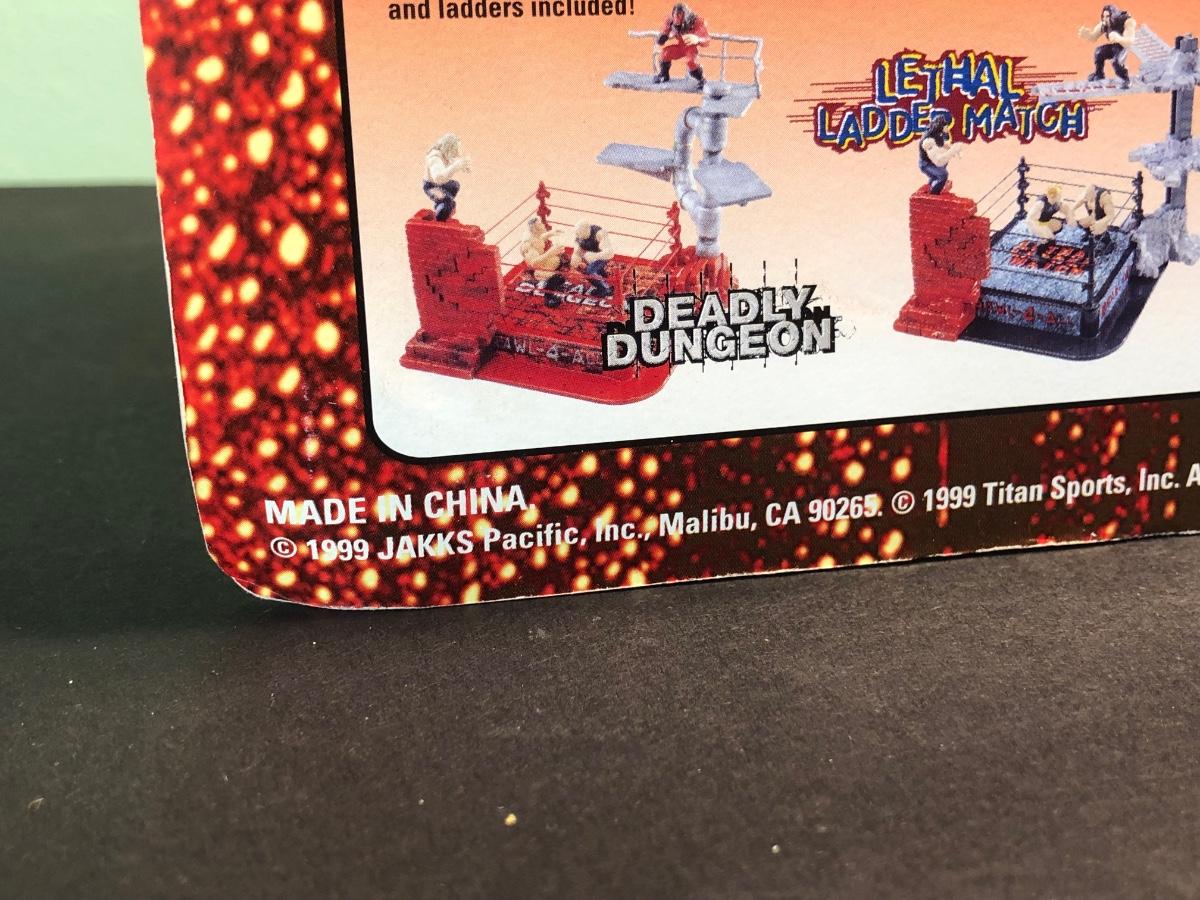 and ladders included!
LETHAL
LADDER MATCH
DEADLY
DUNGEON
MADE IN CHINA.
© 1999 JAKKS Pacific, Inc., Malibu, CA 90265. © 1999 Titan Sports, Inc. A